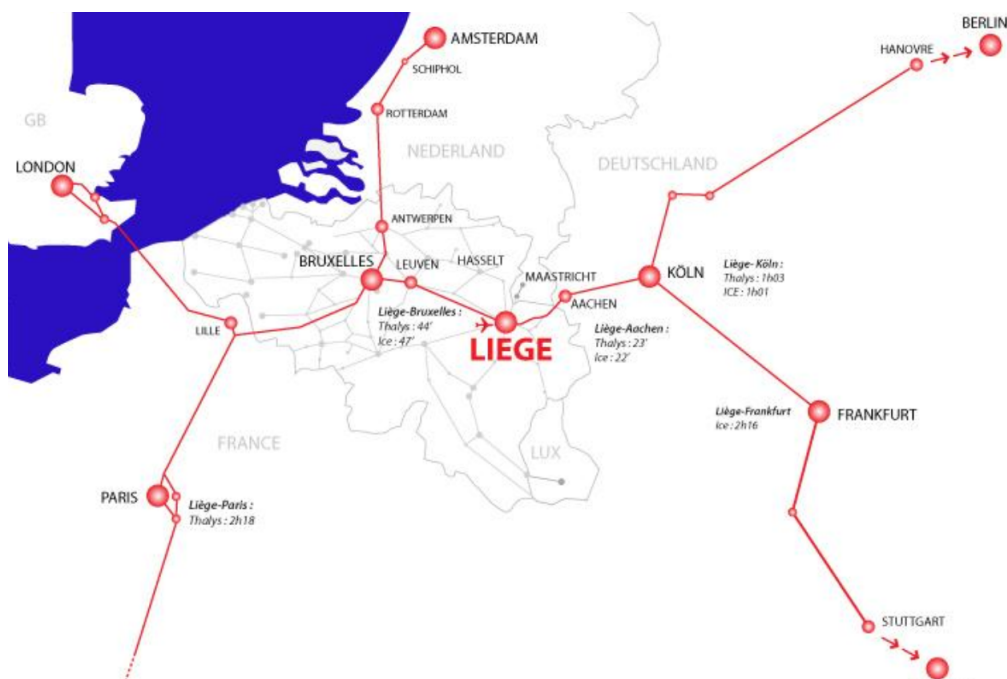 BERLIN
AMSTERDAM
HANOVRE
SCHIPHOL
ROTTERDAM
GB
NEDERLAND
DEUTSCHLAND
LONDON
ANTWERPEN
BRUXELLES
LEUVEN
HASSELT
MAASTRICHT
KÖLN
Liège- Köln :
Thalys : 1h03
ICE : 1h01
AACHEN
LILLE
Liège-Bruxelles :
Thalys : 44'
Ice : 47'
LIEGE
Liège-Aachen :
Thalys : 23'
Ice : 22'
Liège-Frankfurt
Ice : 2h16
FRANKFURT
FRANCE
LUX
PARIS
Liège-Paris :
Thalys : 2h18
STUTTGART